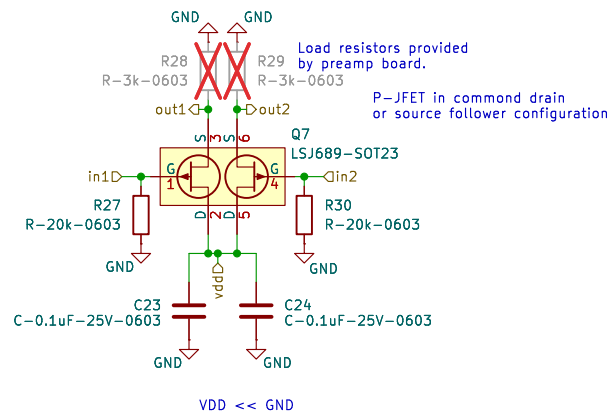 GND
GND
R28
R-3k-0603
R29
R-3k-0603
Load resistors provided
by preamp board.
P-JFET in commond drain
or source follower configuration
out1
out2
S
3
S
6
Q7
LSJ689-SOT23
in1
G
1
G
4
in2
R27
R-20k-0603
R30
R-20k-0603
D
2
D
5
GND
GND
vdd
C23
C-0.1uF-25V-0603
C24
C-0.1uF-25V-0603
GND
GND
VDD << GND